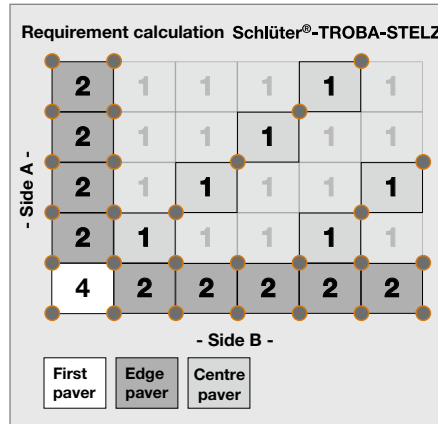 Requirement calculation Schlüter®-TROBA-STELZ
2 1 1 1 1 1
2 1 1 1 1 1
2 1 1 1 1 1
2 1 1 1 1 1
4 2 2 2 2 2
- Side A -
- Side B -
First paver
Edge paver
Centre paver